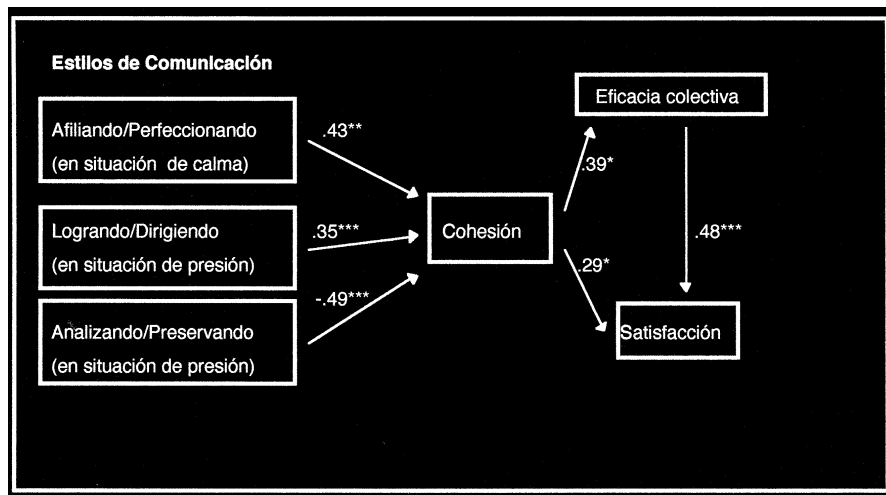 Estilos de Comunicación
Afiliando/Perfeccionando
(en situación de calma)
Logrando/Dirigiendo
(en situación de presión)
Analizando/Preservando
(en situación de presión)
.43**
.35***
-.49***
Cohesión
.39*
.29*
Eficacia colectiva
.48***
Satisfacción